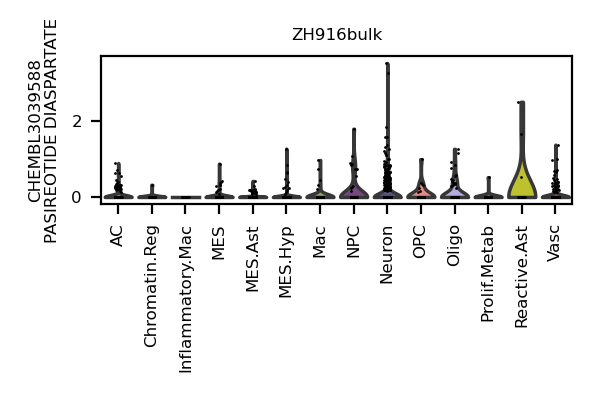 ZH916bulk
CHEMBL3039588
PASIREOTIDE DIASPARTATE
2
0
AC
Chromatin.Reg
Inflammatory.Mac
MES
MES.Ast
MES.Hyp
Mac
NPC
Neuron
OPC
Oligo
Prolif.Metab
Reactive.Ast
Vasc